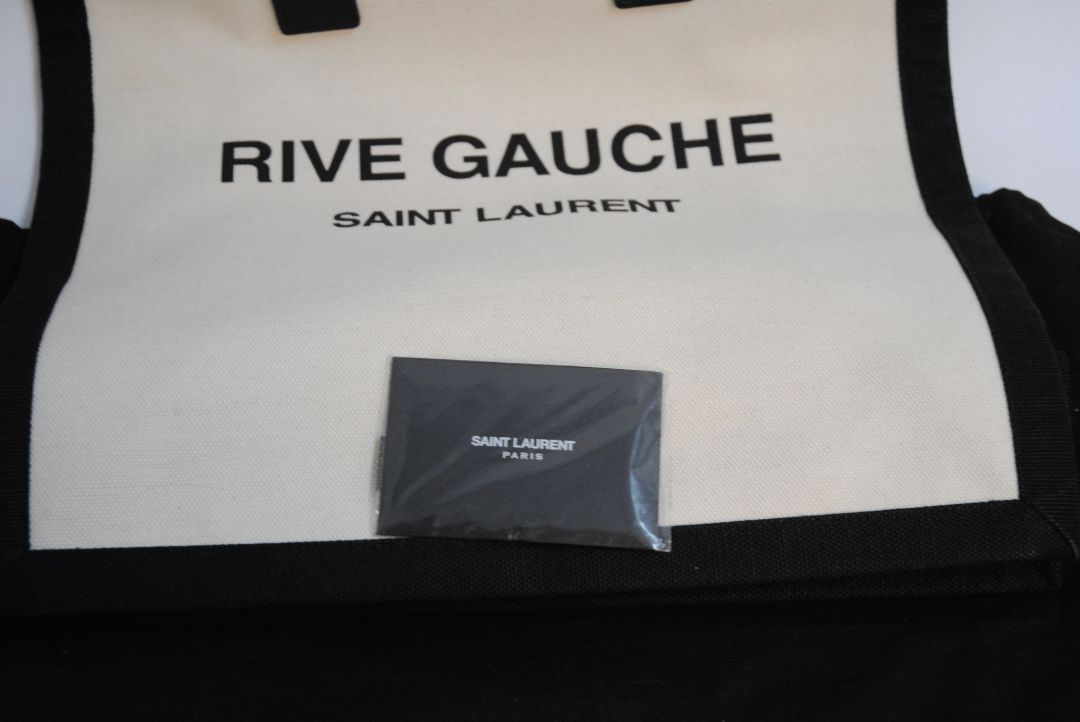 RIVE GAUCHE
SAINT LAURENT
SAINT LAURENT
PARIS